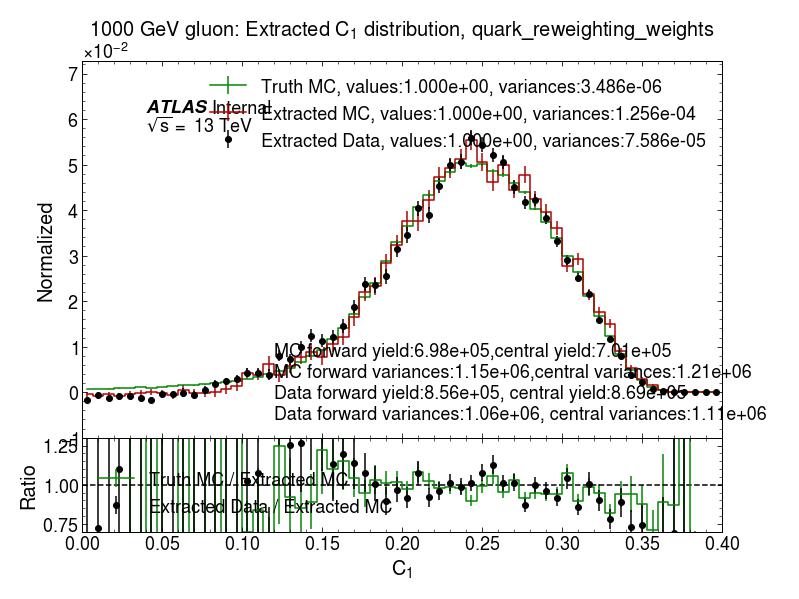 1000 GeV gluon: Extracted C₁ distribution, quark_reweighting_weights
×10⁻²
ATLAS Internal
√s = 13 TeV
Truth MC, values:1.000e+00, variances:3.486e-06
Extracted MC, values:1.000e+00, variances:1.256e-04
Extracted Data, values:1.000e+00, variances:7.586e-05
Normalized
7
6
5
4
3
2
1
0
-1
MC forward yield:6.98e+05,central yield:7.01e+05
MC forward variances:1.15e+06,central variances:1.21e+06
Data forward yield:8.56e+05, central yield:8.69e+05
Data forward variances:1.06e+06, central variances:1.11e+06
Ratio
1.25
1.00
0.75
Truth MC / Extracted MC
Extracted Data / Extracted MC
0.00 0.05 0.10 0.15 0.20 0.25 0.30 0.35 0.40
C₁